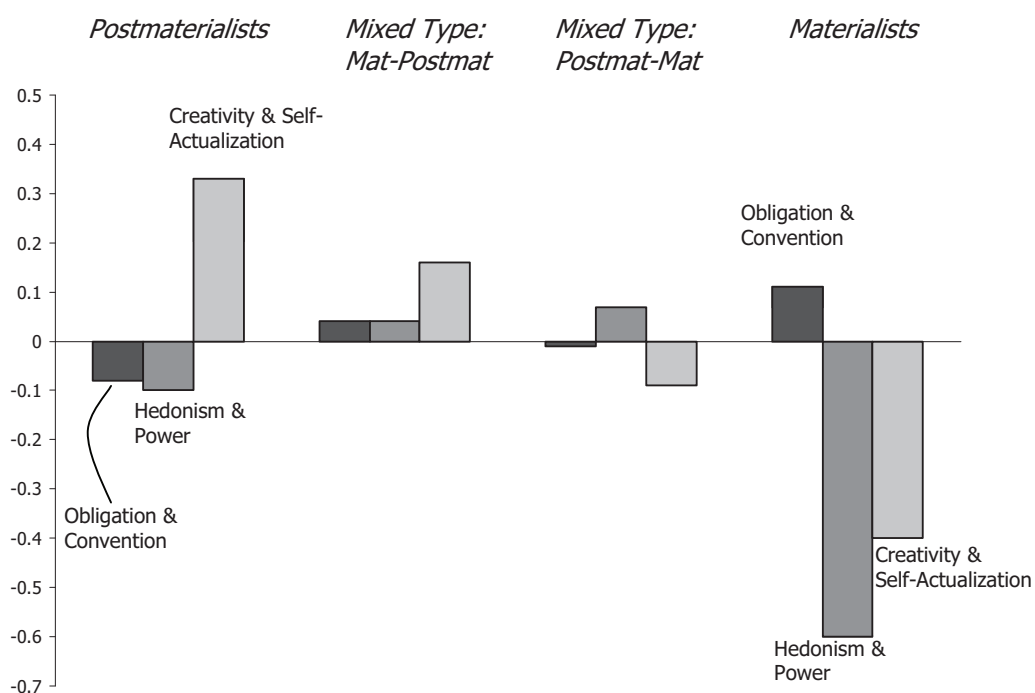 Postmaterialists
Mixed Type:
Mat-Postmat
Mixed Type:
Postmat-Mat
Materialists
0.5
0.4
0.3
0.2
0.1
0
-0.1
-0.2
-0.3
-0.4
-0.5
-0.6
-0.7
Creativity & Self-
Actualization
Hedonism &
Power
Obligation &
Convention
Obligation &
Convention
Creativity &
Self-Actualization
Hedonism &
Power